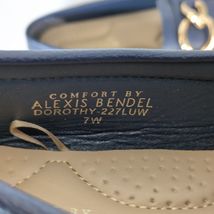 COMFORT BY
ALEXIS BENDEL
DOROTHY-227LUW
7W